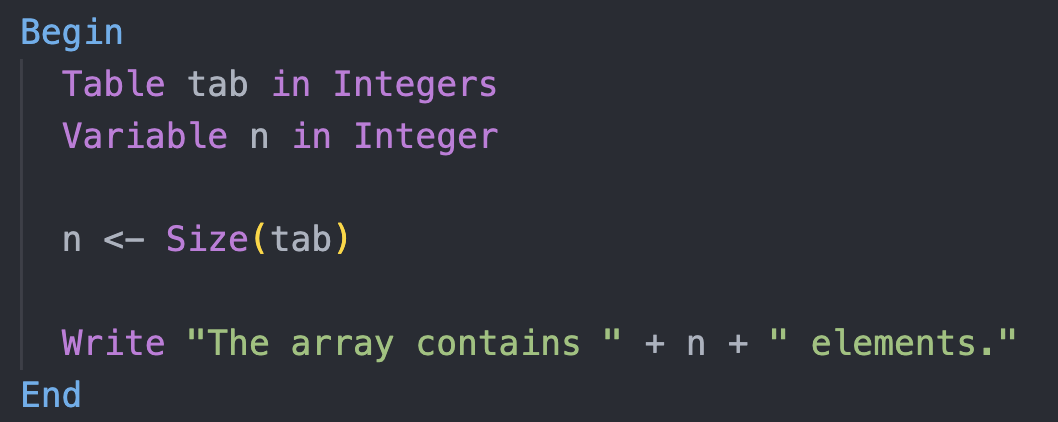 Begin
Table tab in Integers
Variable n in Integer
n <- Size(tab)
Write "The array contains " + n + " elements."
End